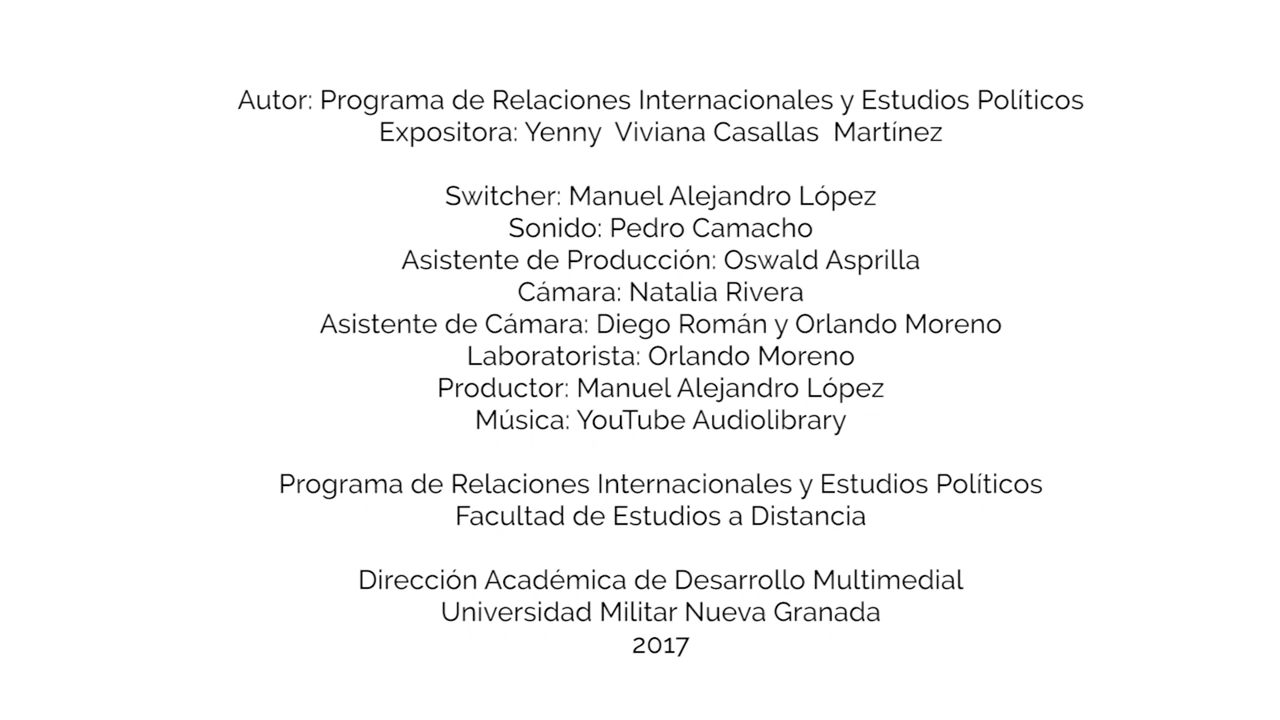 Autor: Programa de Relaciones Internacionales y Estudios Políticos
Expositora: Yenny Viviana Casallas Martínez
Switcher: Manuel Alejandro López
Sonido: Pedro Camacho
Asistente de Producción: Oswald Asprilla
Cámara: Natalia Rivera
Asistente de Cámara: Diego Román y Orlando Moreno
Laboratorista: Orlando Moreno
Productor: Manuel Alejandro López
Música: YouTube Audiolibrary
Programa de Relaciones Internacionales y Estudios Políticos
Facultad de Estudios a Distancia
Dirección Académica de Desarrollo Multimedial
Universidad Militar Nueva Granada
2017